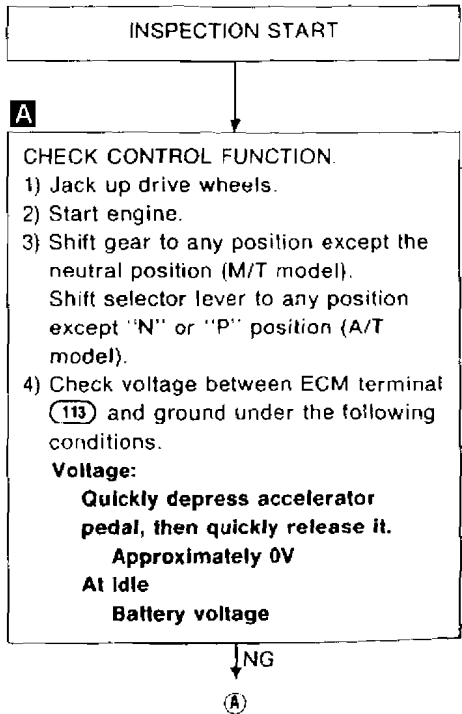 INSPECTION START
A
CHECK CONTROL FUNCTION.
1) Jack up drive wheels.
2) Start engine.
3) Shift gear to any position except the
neutral position (M/T model).
Shift selector lever to any position
except "N" or "P" position (A/T
model).
4) Check voltage between ECM terminal
113 and ground under the following
conditions.
Voltage:
Quickly depress accelerator
pedal, then quickly release it.
Approximately 0V
At idle
Battery voltage
NG
Ⓐ